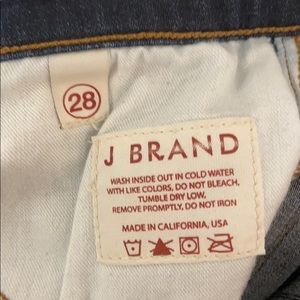 28
J BRAND
WASH INSIDE OUT IN COLD WATER
WITH LIKE COLORS, DO NOT BLEACH,
TUMBLE DRY LOW,
REMOVE PROMPTLY, DO NOT IRON
MADE IN CALIFORNIA, USA